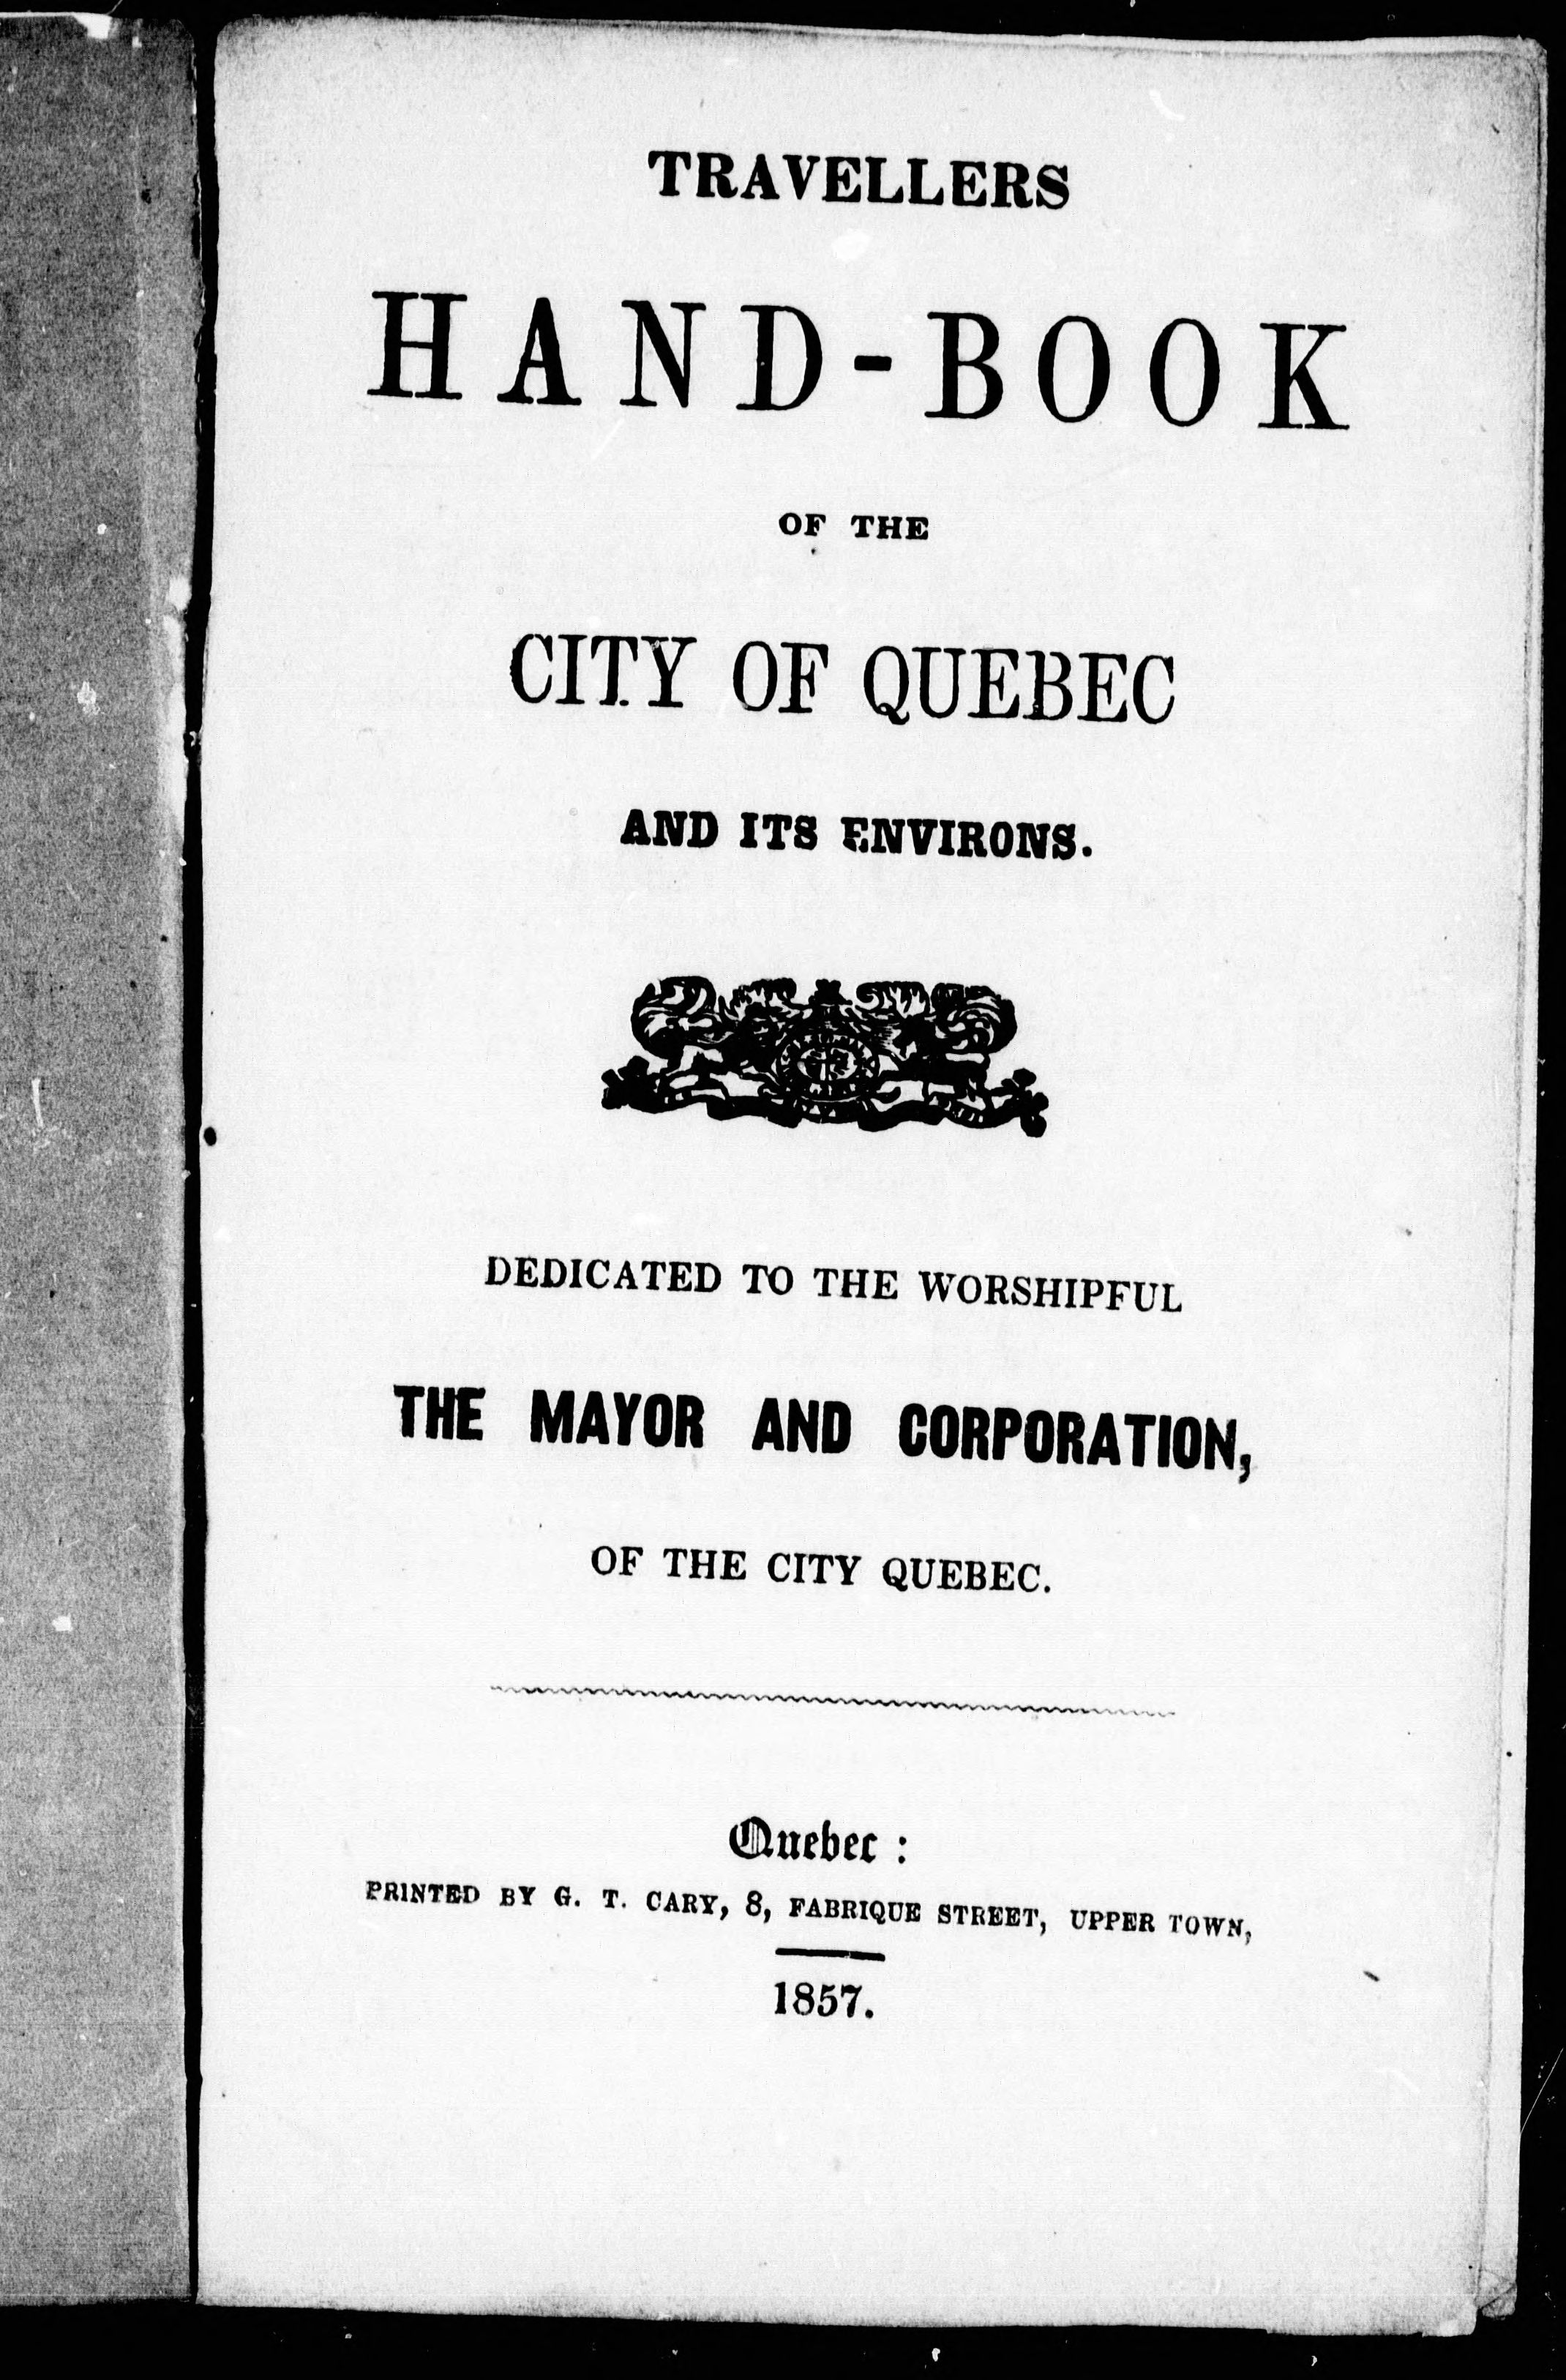 TRAVELLERS
HAND-BOOK
OF THE
CITY OF QUEBEC
AND ITS ENVIRONS.
DEDICATED TO THE WORSHIPFUL
THE MAYOR AND CORPORATION,
OF THE CITY QUEBEC.
Quebec :
PRINTED BY G. T. CARY, 8, FABRIQUE STREET, UPPER TOWN,
1857.